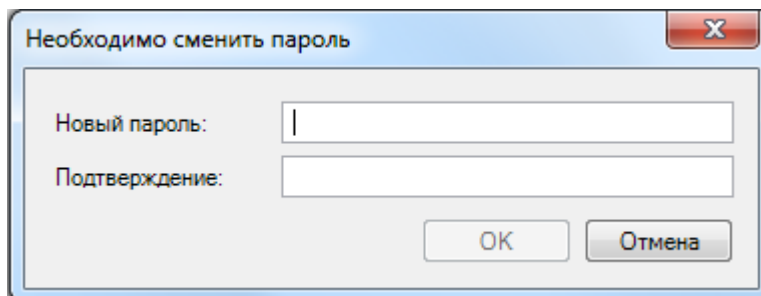 Необходимо сменить пароль
Новый пароль:
Подтверждение:
OK Отмена